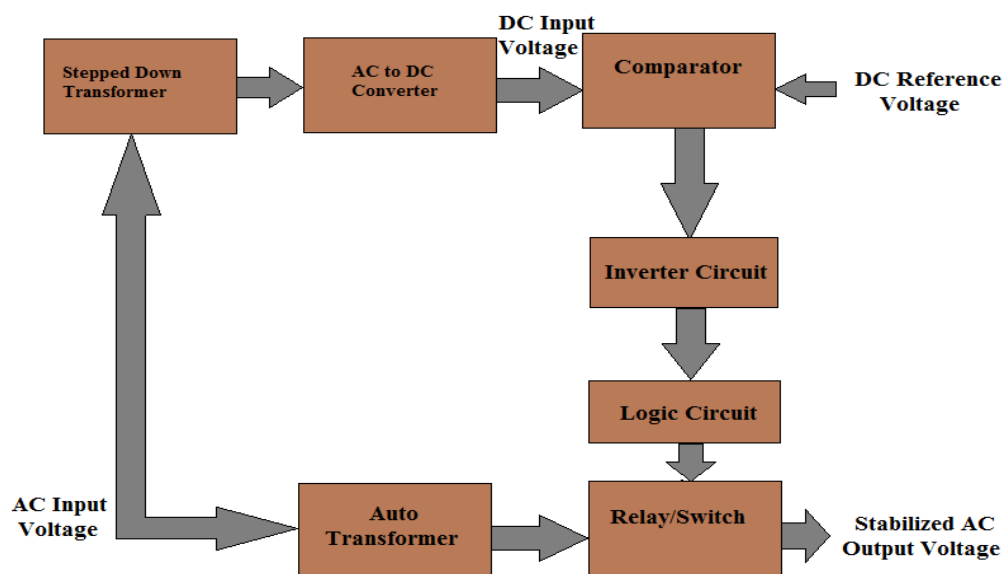 DC Input
Voltage
Stepped Down
Transformer
AC to DC
Converter
Comparator
DC Reference
Voltage
Inverter Circuit
Logic Circuit
AC Input
Voltage
Auto
Transformer
Relay/Switch
Stabilized AC
Output Voltage